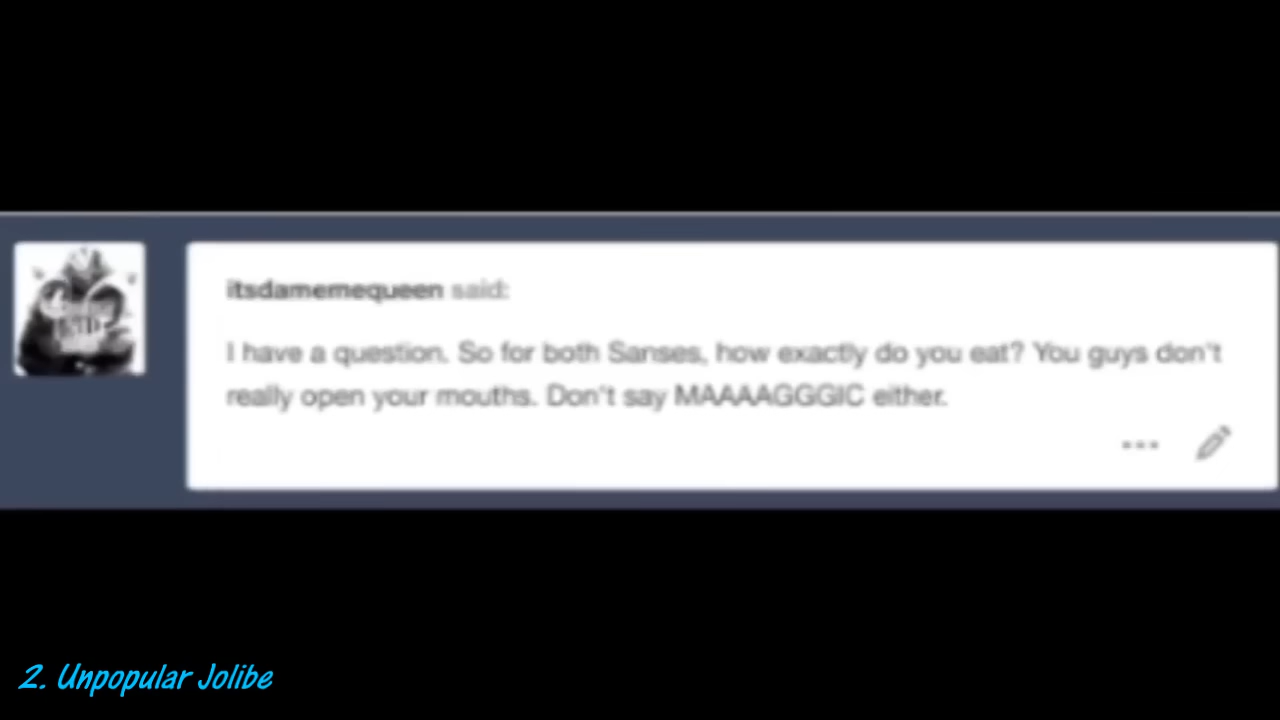 itsdamemequeen said:
I have a question. So for both Sanses, how exactly do you eat? You guys don't
really open your mouths. Don't say MAAAAGGGIC either.
2. Unpopular Jolibe